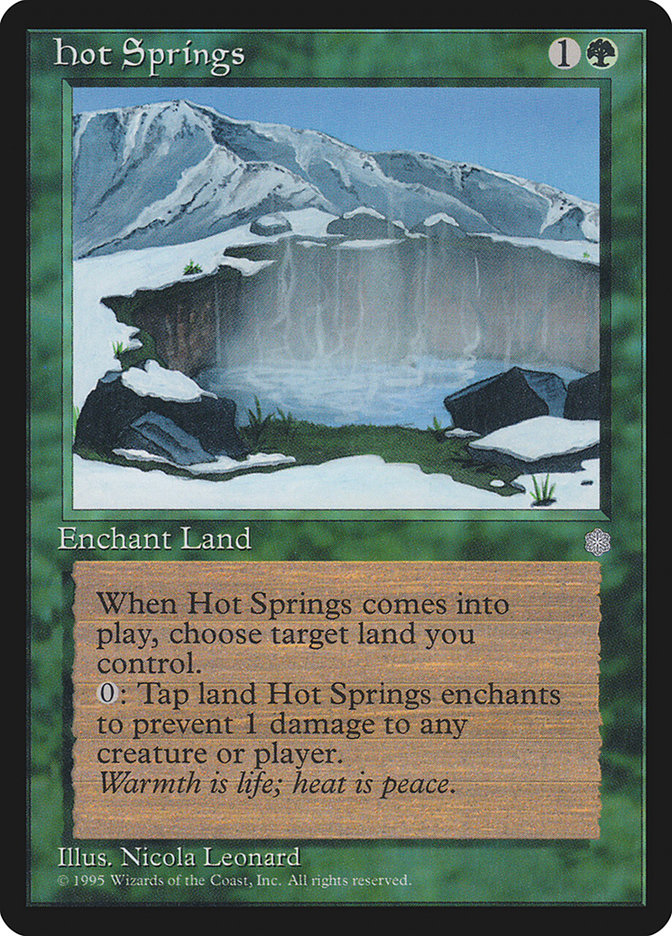 Hot Springs
1
Enchant Land
When Hot Springs comes into
play, choose target land you
control.
0: Tap land Hot Springs enchants
to prevent 1 damage to any
creature or player.
Warmth is life; heat is peace.
Illus. Nicola Leonard
© 1995 Wizards of the Coast, Inc. All rights reserved.